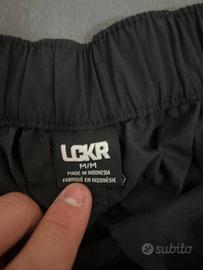 LCKR
M/M
MADE IN INDONESIA
FABRIQUÉ EN INDONÉSIE
subito